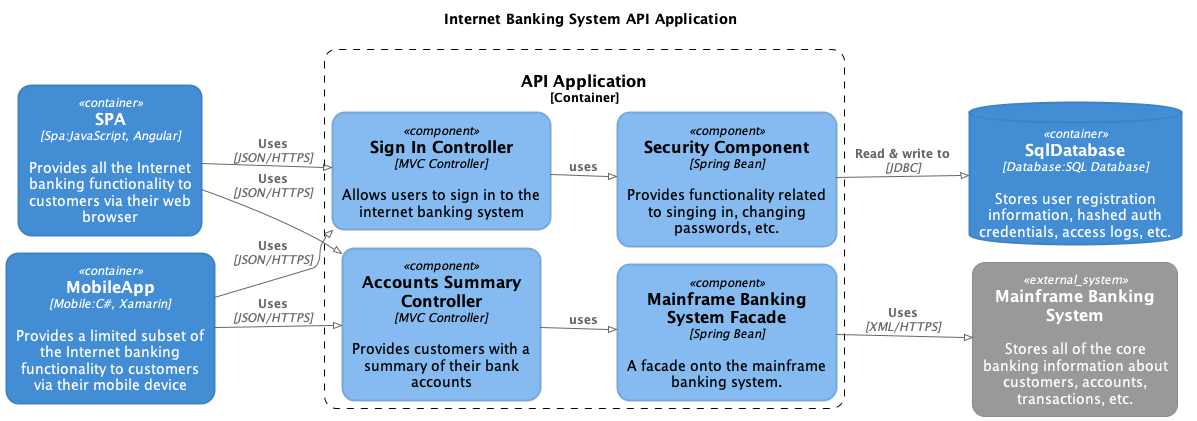 Internet Banking System API Application
API Application
[Container]
«container»
SPA
[Spa:JavaScript, Angular]
Provides all the Internet
banking functionality to
customers via their web
browser
«container»
MobileApp
[Mobile:C#, Xamarin]
Provides a limited subset of
the Internet banking
functionality to customers
via their mobile device
Uses
[JSON/HTTPS]
Uses
[JSON/HTTPS]
Uses
[JSON/HTTPS]
Uses
[JSON/HTTPS]
«component»
Sign In Controller
[MVC Controller]
Allows users to sign in to the
internet banking system
«component»
Accounts Summary
Controller
[MVC Controller]
Provides customers with a
summary of their bank
accounts
uses
uses
«component»
Security Component
[Spring Bean]
Provides functionality related
to singing in, changing
passwords, etc.
«component»
Mainframe Banking
System Facade
[Spring Bean]
A facade onto the mainframe
banking system.
Read & write to
[JDBC]
Uses
[XML/HTTPS]
«container»
SqlDatabase
[Database:SQL Database]
Stores user registration
information, hashed auth
credentials, access logs, etc.
«external_system»
Mainframe Banking
System
Stores all of the core
banking information about
customers, accounts,
transactions, etc.